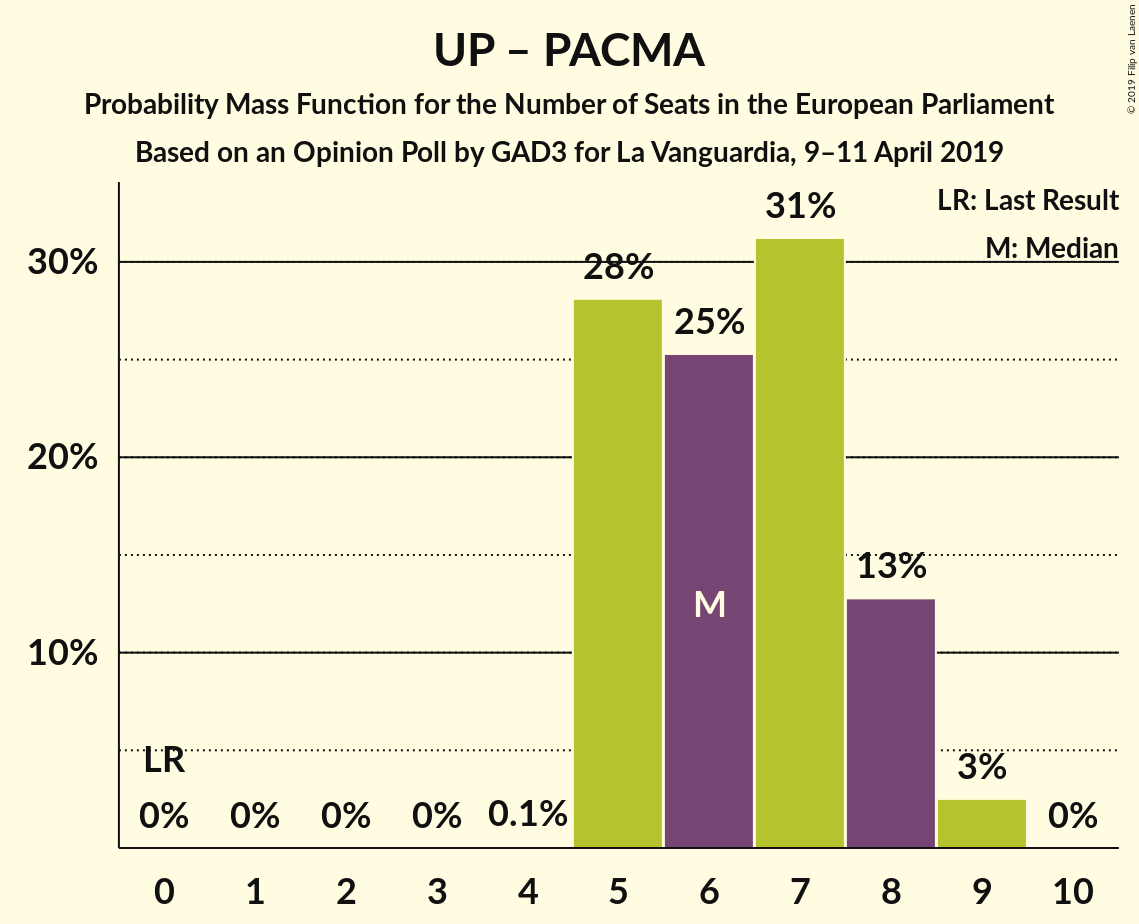 UP – PACMA
Probability Mass Function for the Number of Seats in the European Parliament
Based on an Opinion Poll by GAD3 for La Vanguardia, 9–11 April 2019
© 2019 Filip van Laenen
LR: Last Result
M: Median
30%
20%
10%
31%
28%
25%
13%
3%
M
LR
0%
0%
0%
0%
0.1%
0%
0 1 2 3 4 5 6 7 8 9 10